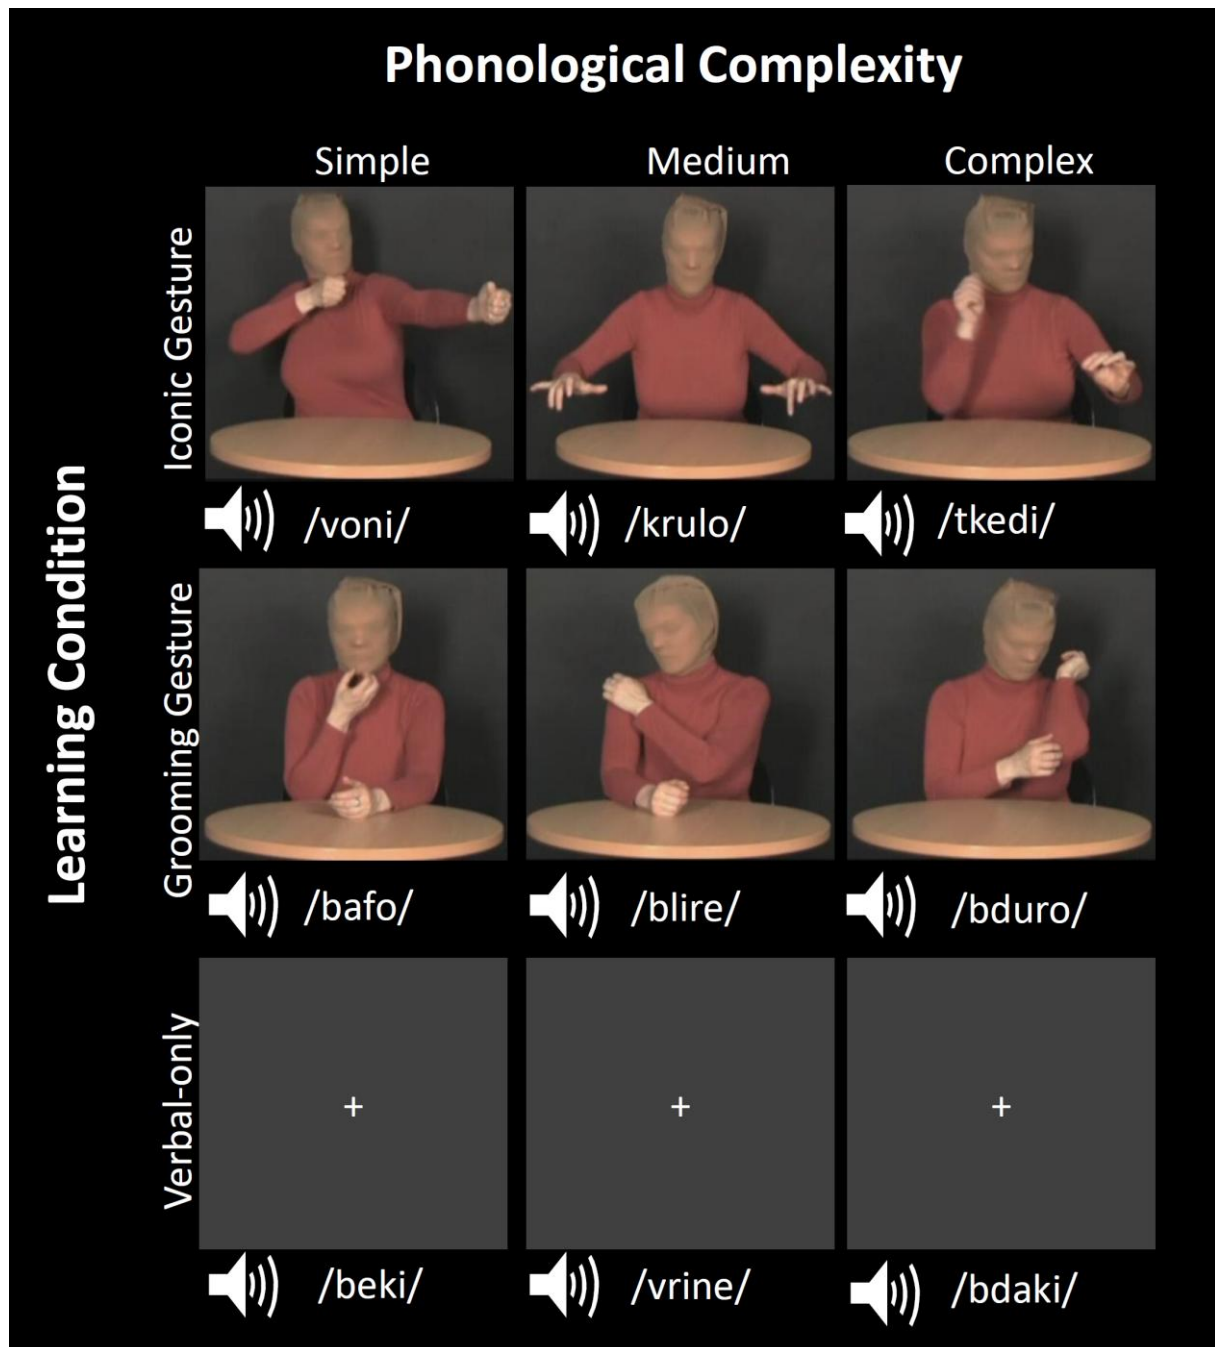 Phonological Complexity
Simple Medium Complex
Learning Condition
Iconic Gesture
/voni/ /krulo/ /tkedi/
Grooming Gesture
/bafo/ /blire/ /bduro/
Verbal-only
+ + +
/beki/ /vrine/ /bdaki/